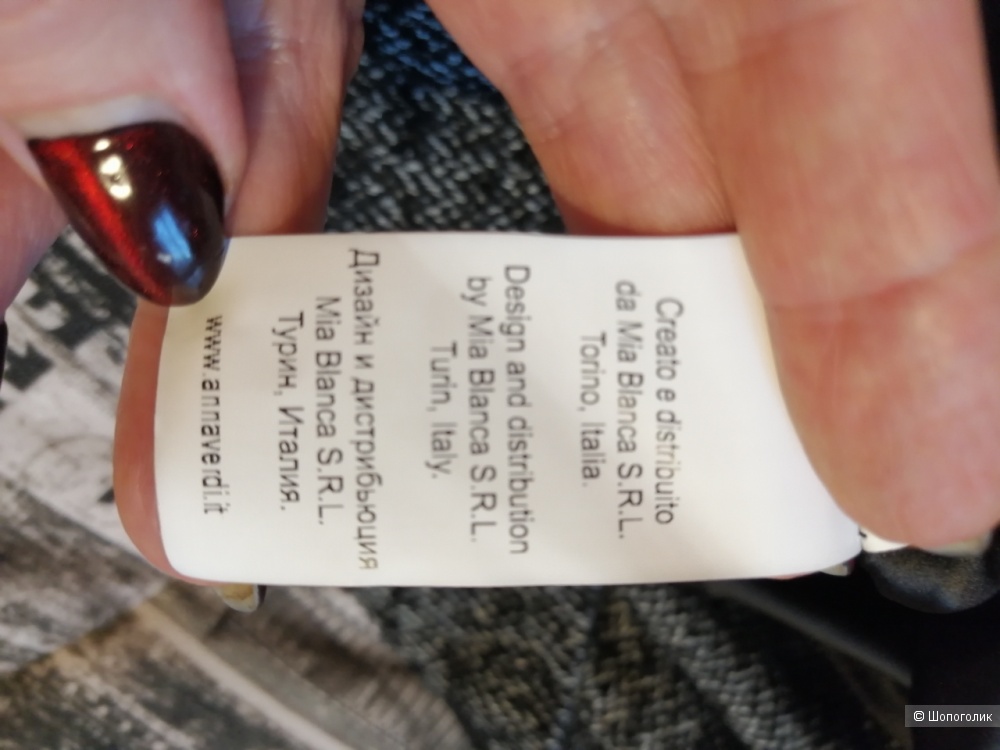 Creato e distribuito
da Mia Blanca S.R.L.
Torino, Italia.
Design and distribution
by Mia Blanca S.R.L.
Turin, Italy.
Дизайн и дистрибьюция
Mia Blanca S.R.L.
Турин, Италия.
www.annaverdi.it
© Шопоголик